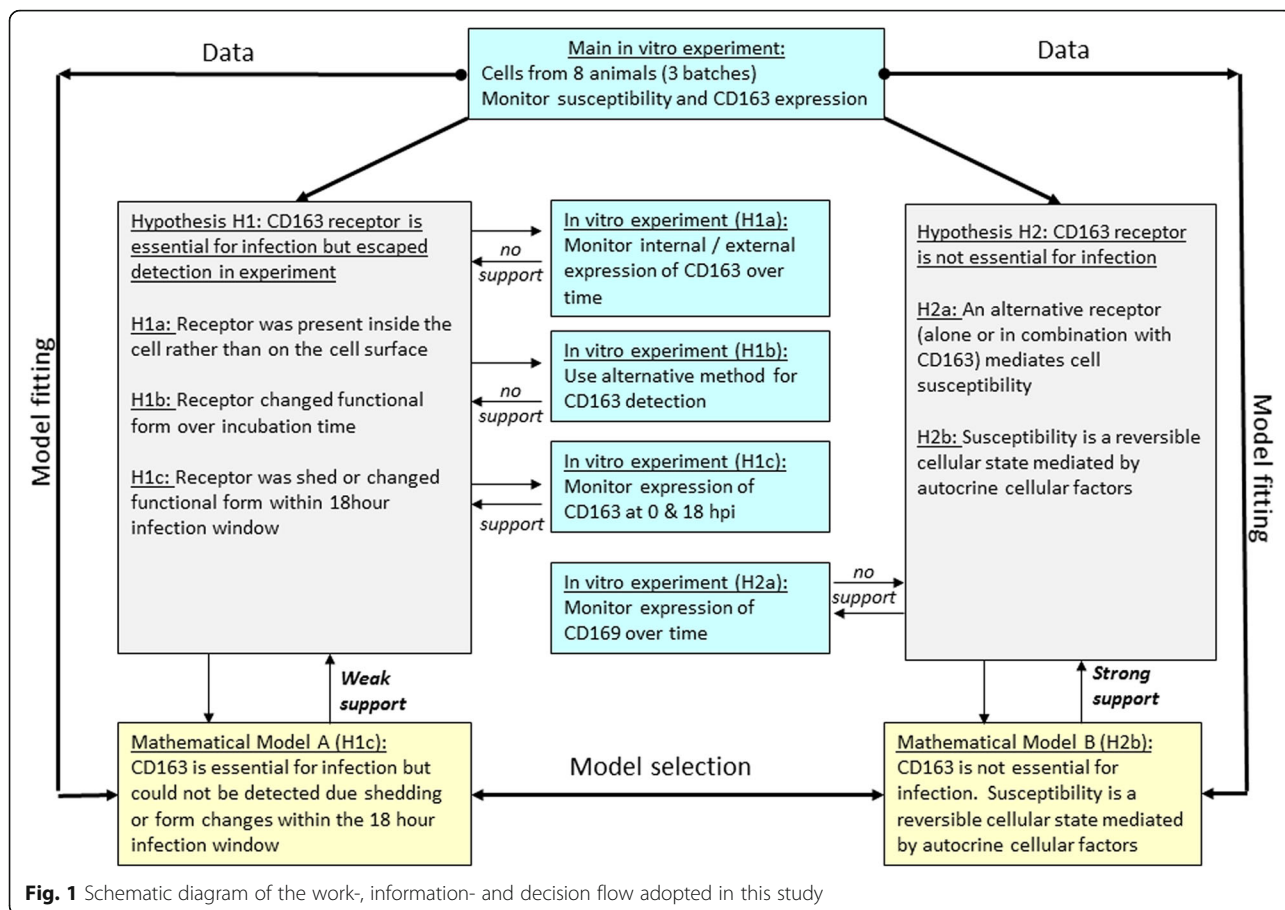 Data
Main in vitro experiment:
Cells from 8 animals (3 batches)
Monitor susceptibility and CD163 expression
Data
Hypothesis H1: CD163 receptor is
essential for infection but escaped
detection in experiment
H1a: Receptor was present inside the
cell rather than on the cell surface
H1b: Receptor changed functional
form over incubation time
H1c: Receptor was shed or changed
functional form within 18hour
infection window
no
support
In vitro experiment (H1a):
Monitor internal / external
expression of CD163 over
time
no
support
In vitro experiment (H1b):
Use alternative method for
CD163 detection
support
In vitro experiment (H1c):
Monitor expression of
CD163 at 0 & 18 hpi
In vitro experiment (H2a):
Monitor expression of
CD169 over time
no
support
Hypothesis H2: CD163 receptor
is not essential for infection
H2a: An alternative receptor
(alone or in combination with
CD163) mediates cell
susceptibility
H2b: Susceptibility is a reversible
cellular state mediated by
autocrine cellular factors
Model fitting
Model fitting
Weak
support
Strong
support
Mathematical Model A (H1c):
CD163 is essential for infection but
could not be detected due shedding
or form changes within the 18 hour
infection window
Model selection
Mathematical Model B (H2b):
CD163 is not essential for
infection. Susceptibility is a
reversible cellular state mediated
by autocrine cellular factors
Fig. 1 Schematic diagram of the work-, information- and decision flow adopted in this study